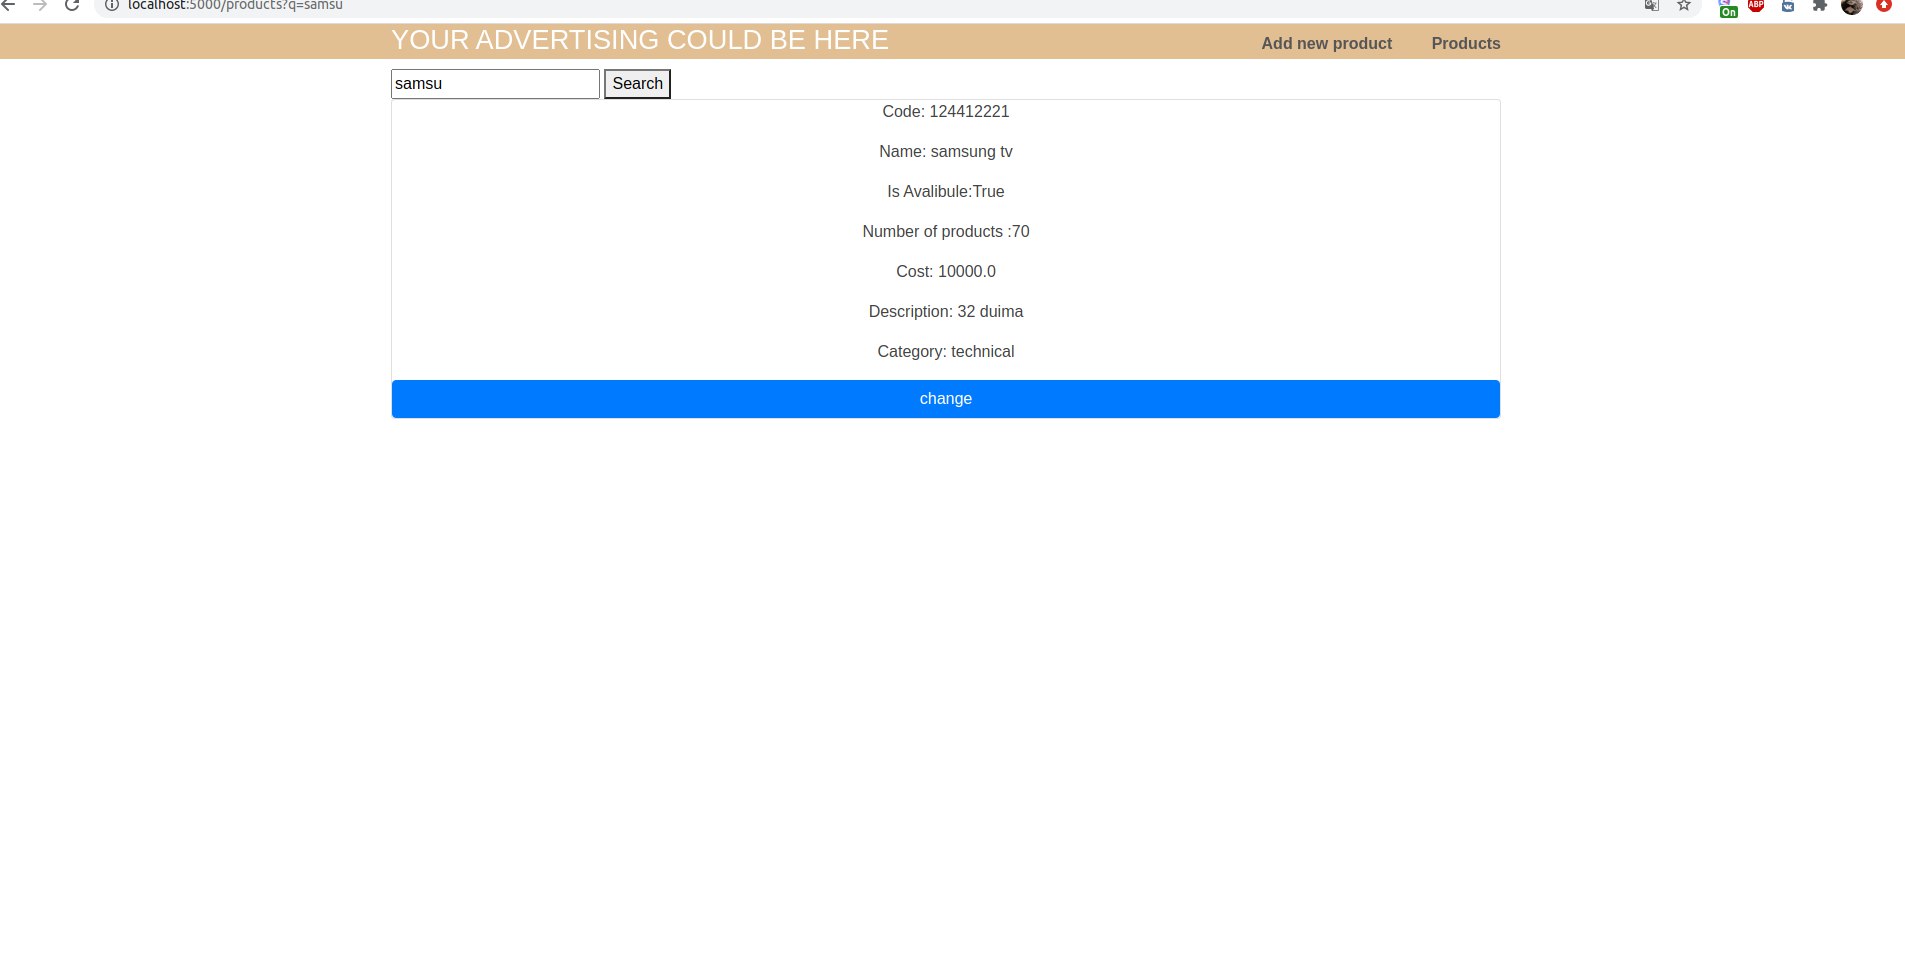 localhost:5000/products?q=samsu
On
ABP
YOUR ADVERTISING COULD BE HERE
Add new product
Products
samsu
Search
Code: 124412221
Name: samsung tv
Is Avalibule:True
Number of products :70
Cost: 10000.0
Description: 32 duima
Category: technical
change